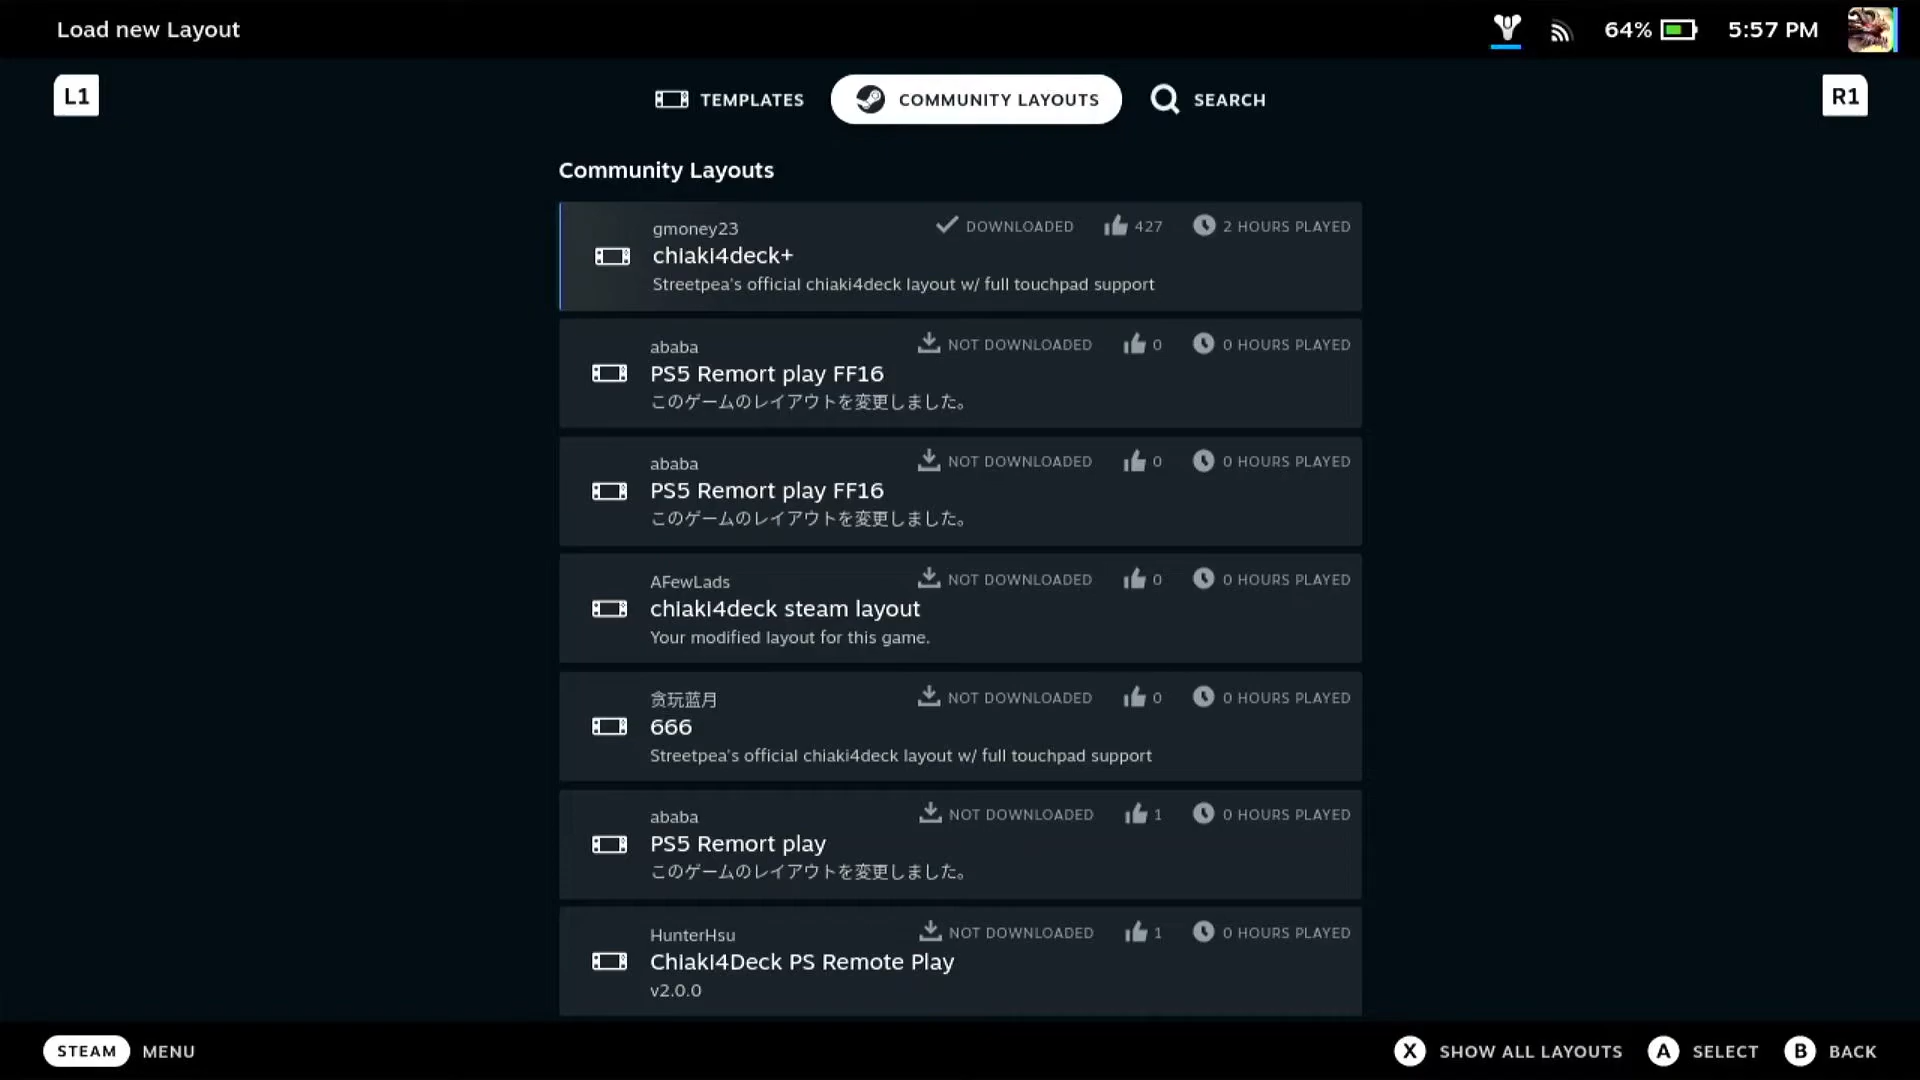 Load new Layout
64%
5:57 PM
L1
TEMPLATES
COMMUNITY LAYOUTS
SEARCH
R1
Community Layouts
gmoney23
DOWNLOADED
427
2 HOURS PLAYED
chiaki4deck+
Streetpea's official chiaki4deck layout w/ full touchpad support
ababa
NOT DOWNLOADED
0
0 HOURS PLAYED
PS5 Remort play FF16
このゲームのレイアウトを変更しました。
ababa
NOT DOWNLOADED
0
0 HOURS PLAYED
PS5 Remort play FF16
このゲームのレイアウトを変更しました。
AFewLads
NOT DOWNLOADED
0
0 HOURS PLAYED
chiaki4deck steam layout
Your modified layout for this game.
贪玩蓝月
NOT DOWNLOADED
0
0 HOURS PLAYED
666
Streetpea's official chiaki4deck layout w/ full touchpad support
ababa
NOT DOWNLOADED
1
0 HOURS PLAYED
PS5 Remort play
このゲームのレイアウトを変更しました。
HunterHsu
NOT DOWNLOADED
1
0 HOURS PLAYED
Chiaki4Deck PS Remote Play
v2.0.0
STEAM
MENU
X
SHOW ALL LAYOUTS
A
SELECT
B
BACK